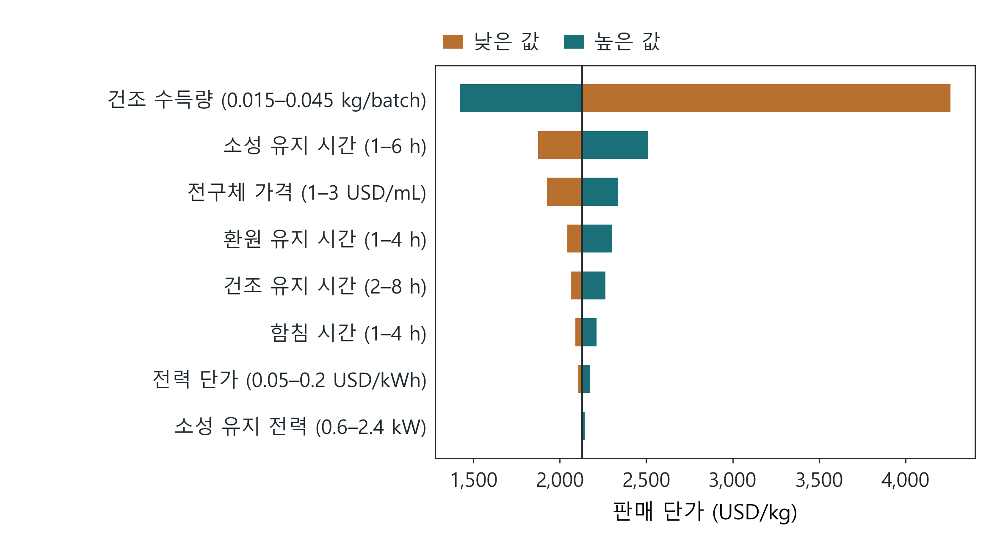 낮은 값 높은 값
건조 수득량 (0.015–0.045 kg/batch)
소성 유지 시간 (1–6 h)
전구체 가격 (1–3 USD/mL)
환원 유지 시간 (1–4 h)
건조 유지 시간 (2–8 h)
함침 시간 (1–4 h)
전력 단가 (0.05–0.2 USD/kWh)
소성 유지 전력 (0.6–2.4 kW)
1,500 2,000 2,500 3,000 3,500 4,000
판매 단가 (USD/kg)